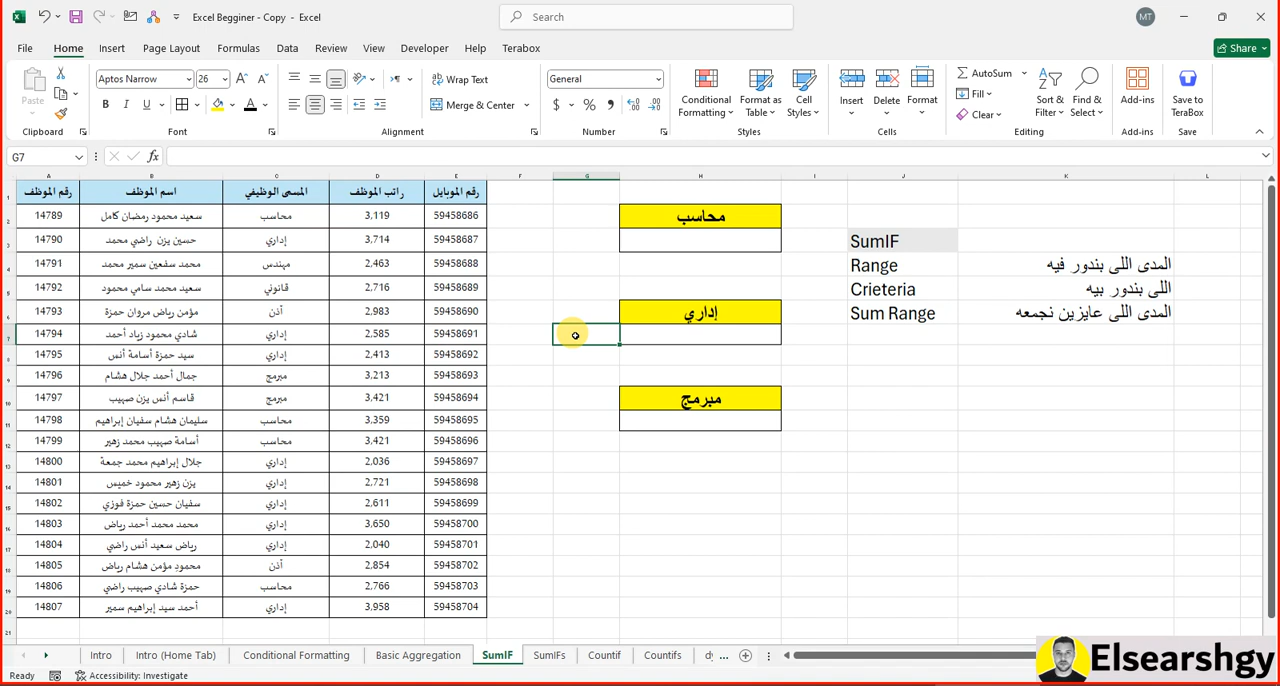 Excel Begginer - Copy - Excel
Search
MT
File Home Insert Page Layout Formulas Data Review View Developer Help Terabox
Share
Paste
Clipboard
Aptos Narrow 26
B I U
Font
Wrap Text
Merge & Center
Alignment
General
Number
Conditional Formatting
Format as Table
Cell Styles
Styles
Insert Delete Format
Cells
AutoSum
Fill
Clear
Sort & Filter
Find & Select
Editing
Add-ins
Add-ins
Save to TeraBox
Save
G7
fx
A B C D E F G H I J K L
رقم الموظف اسم الموظف المسمى الوظيفي راتب الموظف رقم الموبايل
14789 سعيد محمود رمضان كامل محاسب 3,119 59458686
14790 حسين يزن راضي محمد إداري 3,714 59458687
14791 محمد سفعين سمير محمد مهندس 2,463 59458688
14792 سعيد محمد سامي محمود قانوني 2,716 59458689
14793 مؤمن رياض مروان حمزة آذن 2,983 59458690
14794 شادي محمود زياد أحمد إداري 2,585 59458691
14795 سيد حمزة أسامة أنس إداري 2,413 59458692
14796 جمال أحمد جلال هشام مبرمج 3,213 59458693
14797 قاسم أنس يزن صهيب مبرمج 3,421 59458694
14798 سليمان هشام سفيان إبراهيم محاسب 3,359 59458695
14799 أسامة صهيب محمد زهير محاسب 3,421 59458696
14800 جلال إبراهيم محمد جمعة إداري 2,036 59458697
14801 يزن زهير محمود خميس إداري 2,721 59458698
14802 سفيان حسين حمزة فوزي إداري 2,611 59458699
14803 محمد محمد أحمد رياض إداري 3,650 59458700
14804 رياض سعيد أنس راضي إداري 2,040 59458701
14805 محمود مؤمن هشام رياض آذن 2,854 59458702
14806 حمزة شادي صهيب راضي محاسب 2,766 59458703
14807 أحمد سيد إبراهيم سمير إداري 3,958 59458704
محاسب
إداري
مبرمج
SumIF
Range المدى اللى بندور فيه
Crieteria اللى بندور بيه
Sum Range المدى اللى عايزين نجمعه
Intro Intro (Home Tab) Conditional Formatting Basic Aggregation SumIF SumIFs Countif Countifs
Ready Accessibility: Investigate
Elsearshgy